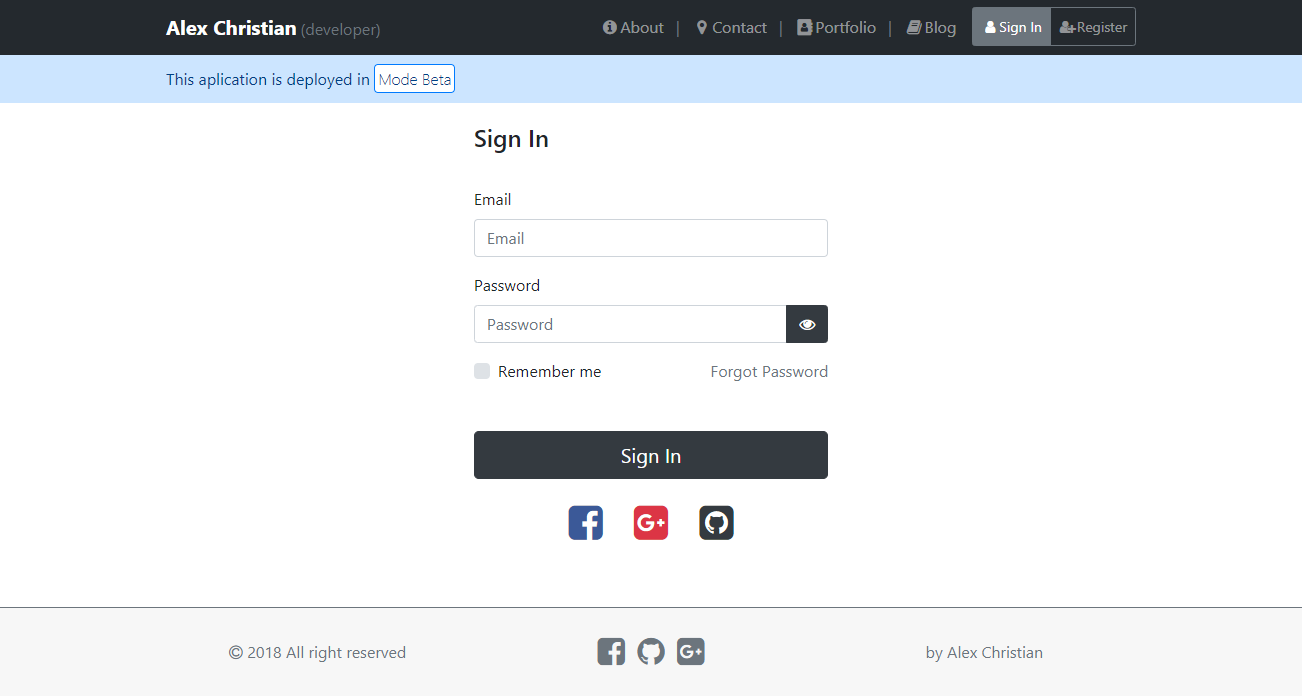 Alex Christian (developer) About | Contact | Portfolio | Blog Sign In Register
This aplication is deployed in Mode Beta
Sign In
Email
Email
Password
Password
Remember me Forgot Password
Sign In
© 2018 All right reserved by Alex Christian